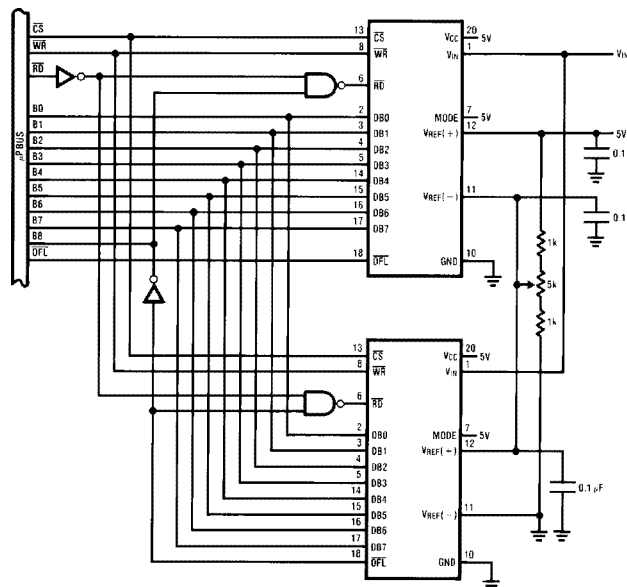 μP BUS
CS
WR
RD
B0
B1
B2
B3
B4
B5
B6
B7
B8
OFL
13 CS
8 WR
6 RD
2 DB0
3 DB1
4 DB2
5 DB3
14 DB4
15 DB5
16 DB6
17 DB7
18 OFL
VCC 20 5V
VIN 1
VIN
MODE 7 5V
VREF(+) 12
5V
0.1
VREF(−) 11
0.1
1k
5k
1k
GND 10
13 CS
8 WR
6 RD
2 DB0
3 DB1
4 DB2
5 DB3
14 DB4
15 DB5
16 DB6
17 DB7
18 OFL
VCC 20 5V
VIN 1
MODE 7 5V
VREF(+) 12
0.1 μF
VREF(−) 11
GND 10